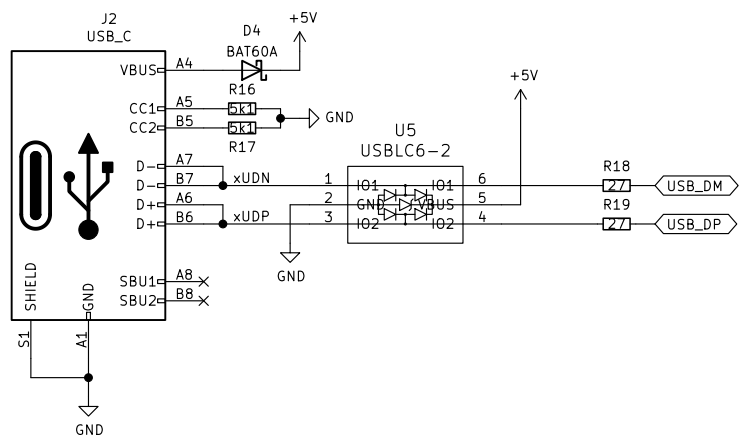 J2
USB_C
D4
BAT60A
+5V
VBUS
A4
R16
CC1
A5
5k1
GND
CC2
B5
5k1
R17
+5V
U5
USBLC6-2
D-
A7
D-
B7
xUDN
1
IO1
IO1
6
R18
27
USB_DM
D+
A6
2
GND
VBUS
5
R19
D+
B6
xUDP
3
IO2
IO2
4
27
USB_DP
GND
SBU1
A8
SBU2
B8
SHIELD
GND
S1
A1
GND